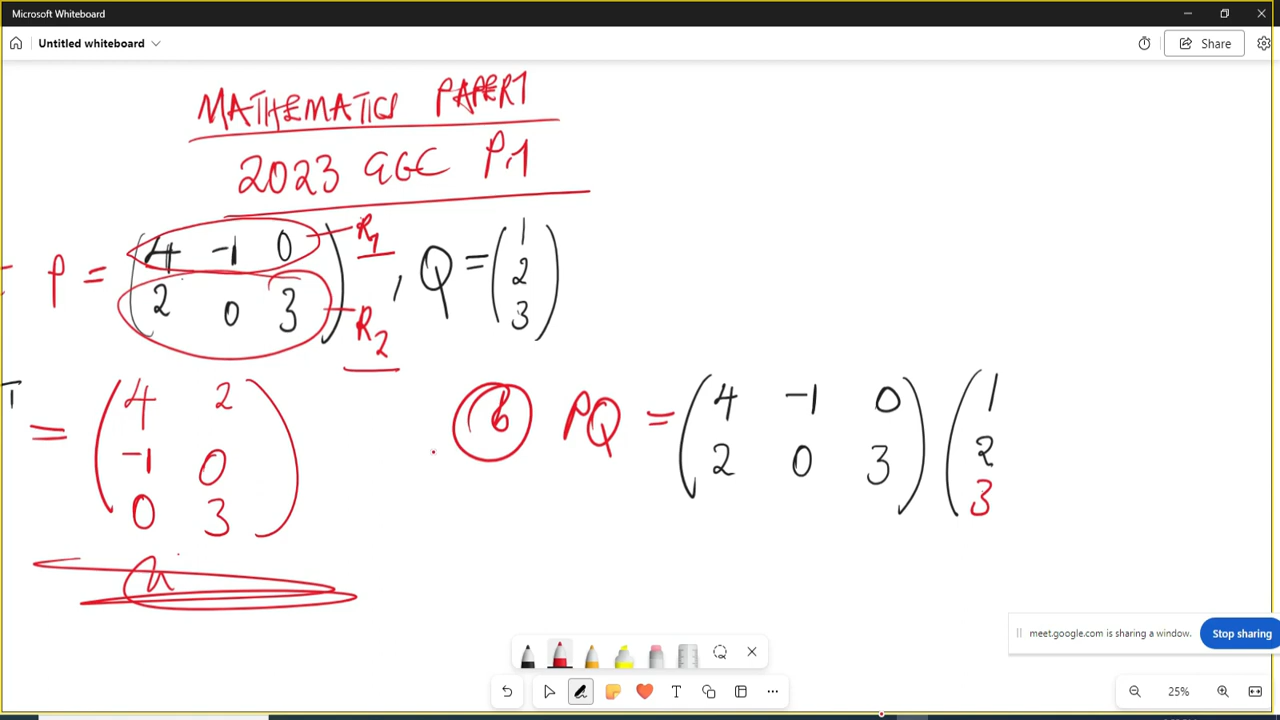 Microsoft Whiteboard
Untitled whiteboard
Share
MATHEMATICS PAPER1
2023 GCE P.1
P = (4 -1 0
2 0 3) , Q = (1
2
3)
R1
R2
T = (4 2
-1 0
0 3)
b PQ = (4 -1 0
2 0 3) (1
2
3
meet.google.com is sharing a window.
Stop sharing
25%